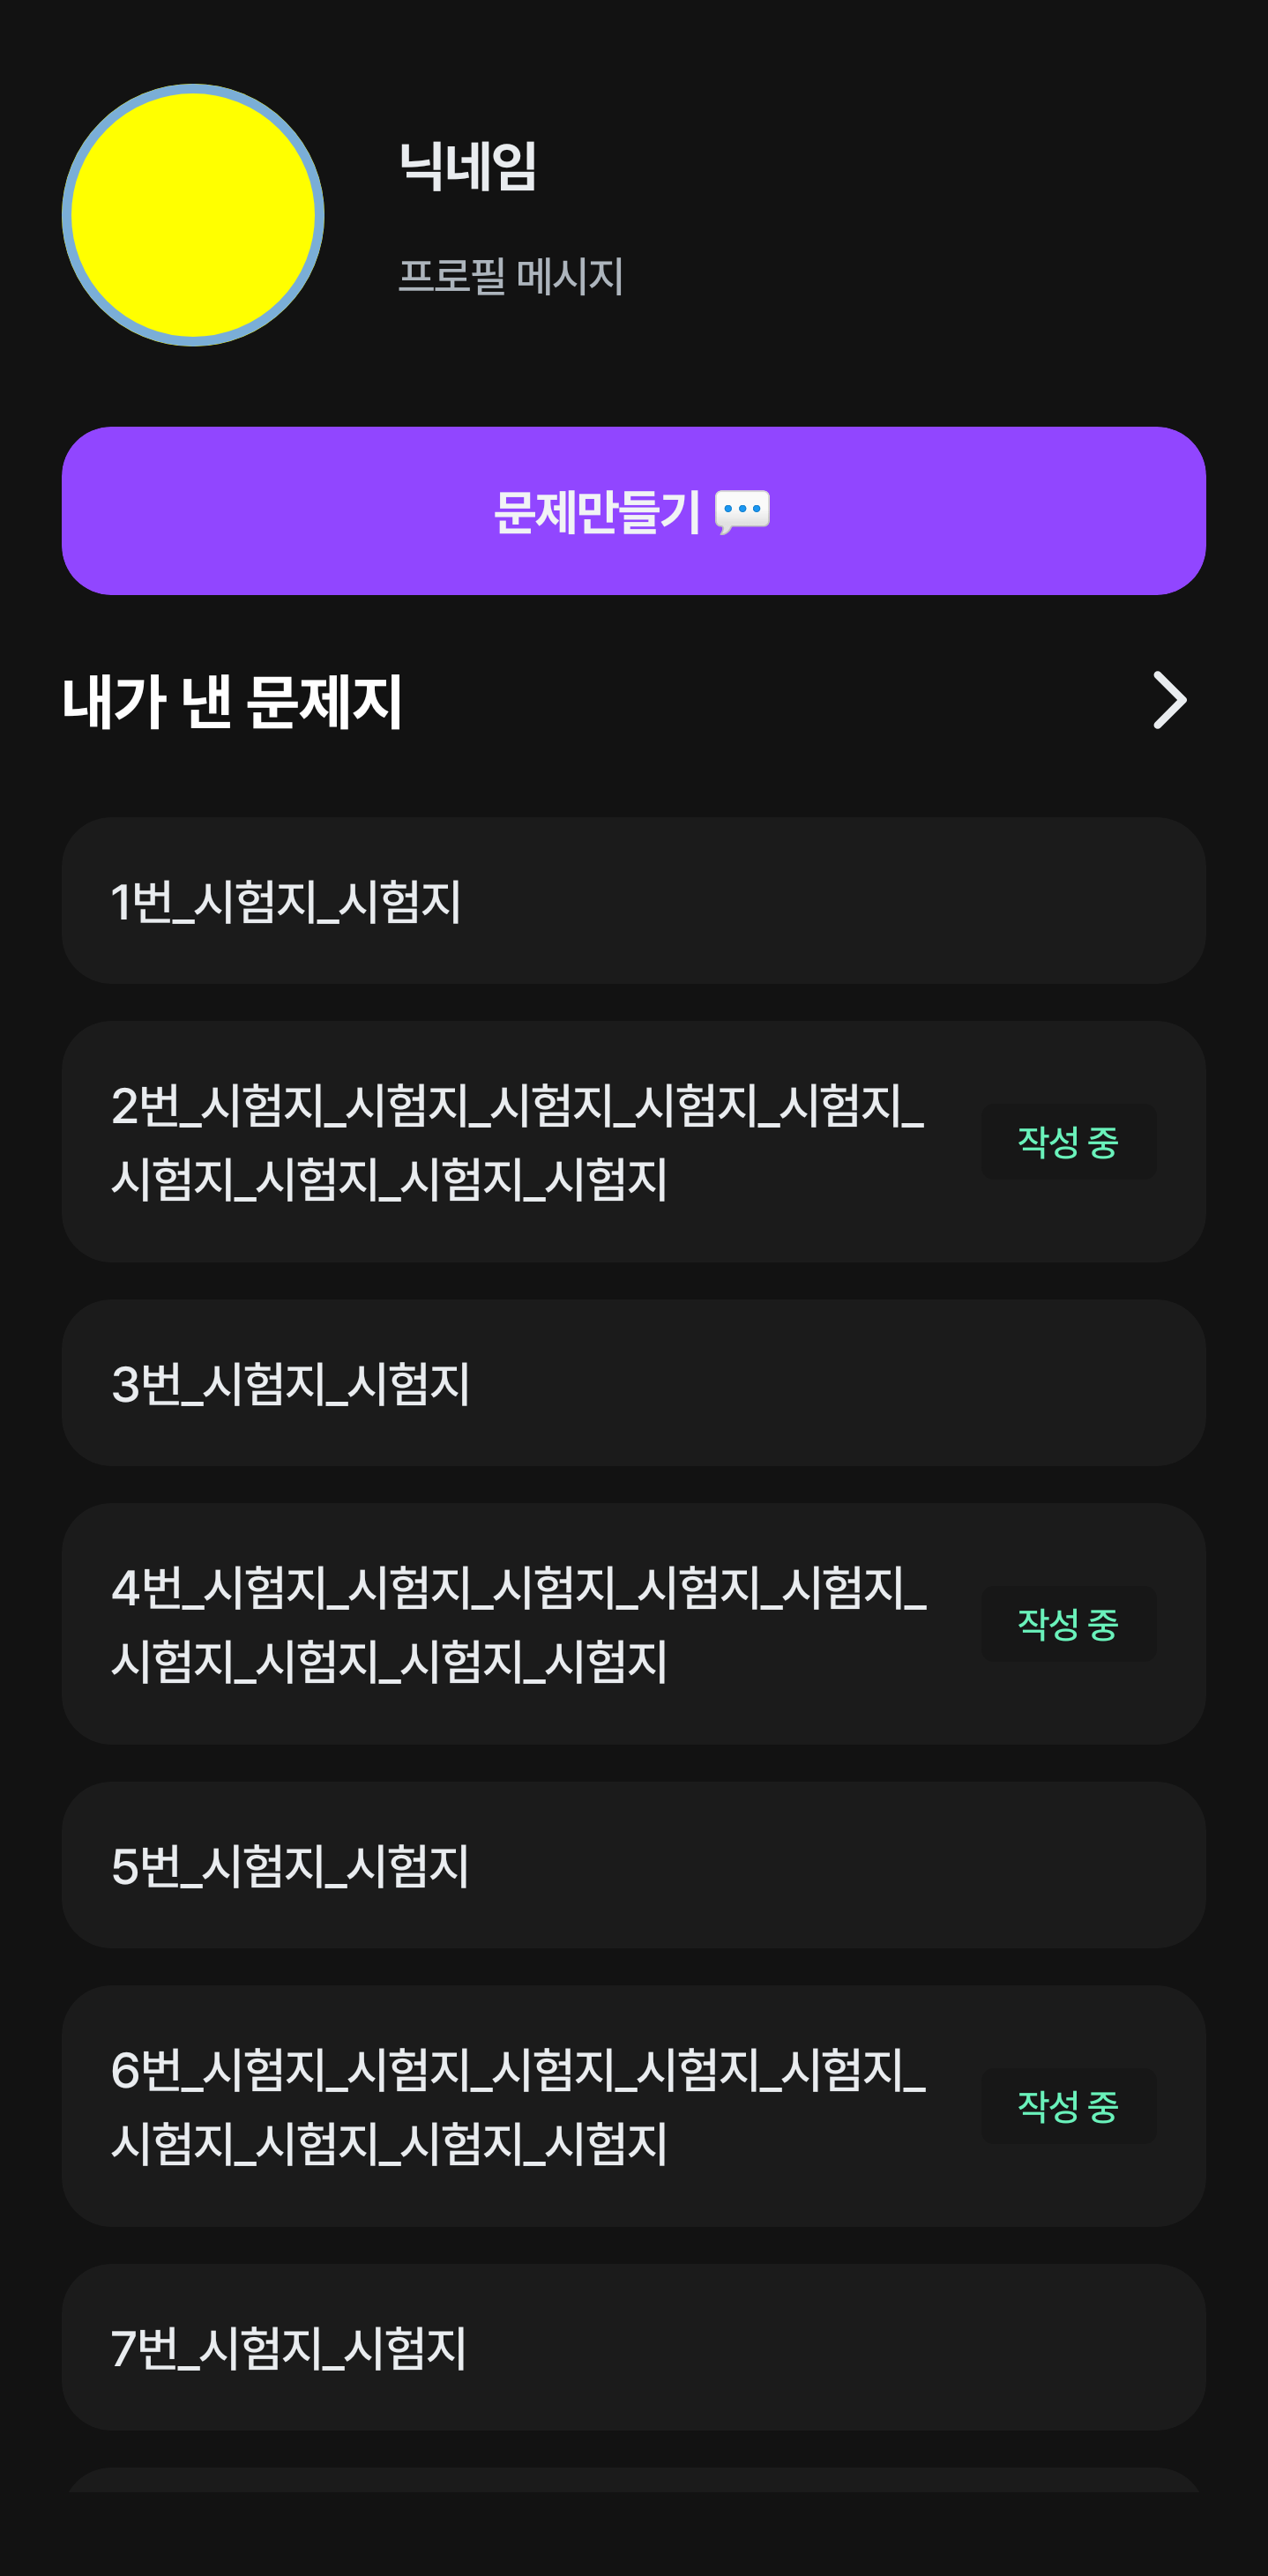 닉네임
프로필 메시지
문제만들기 💬
내가 낸 문제지
1번_시험지_시험지
2번_시험지_시험지_시험지_시험지_시험지_
시험지_시험지_시험지_시험지
작성 중
3번_시험지_시험지
4번_시험지_시험지_시험지_시험지_시험지_
시험지_시험지_시험지_시험지
작성 중
5번_시험지_시험지
6번_시험지_시험지_시험지_시험지_시험지_
시험지_시험지_시험지_시험지
작성 중
7번_시험지_시험지